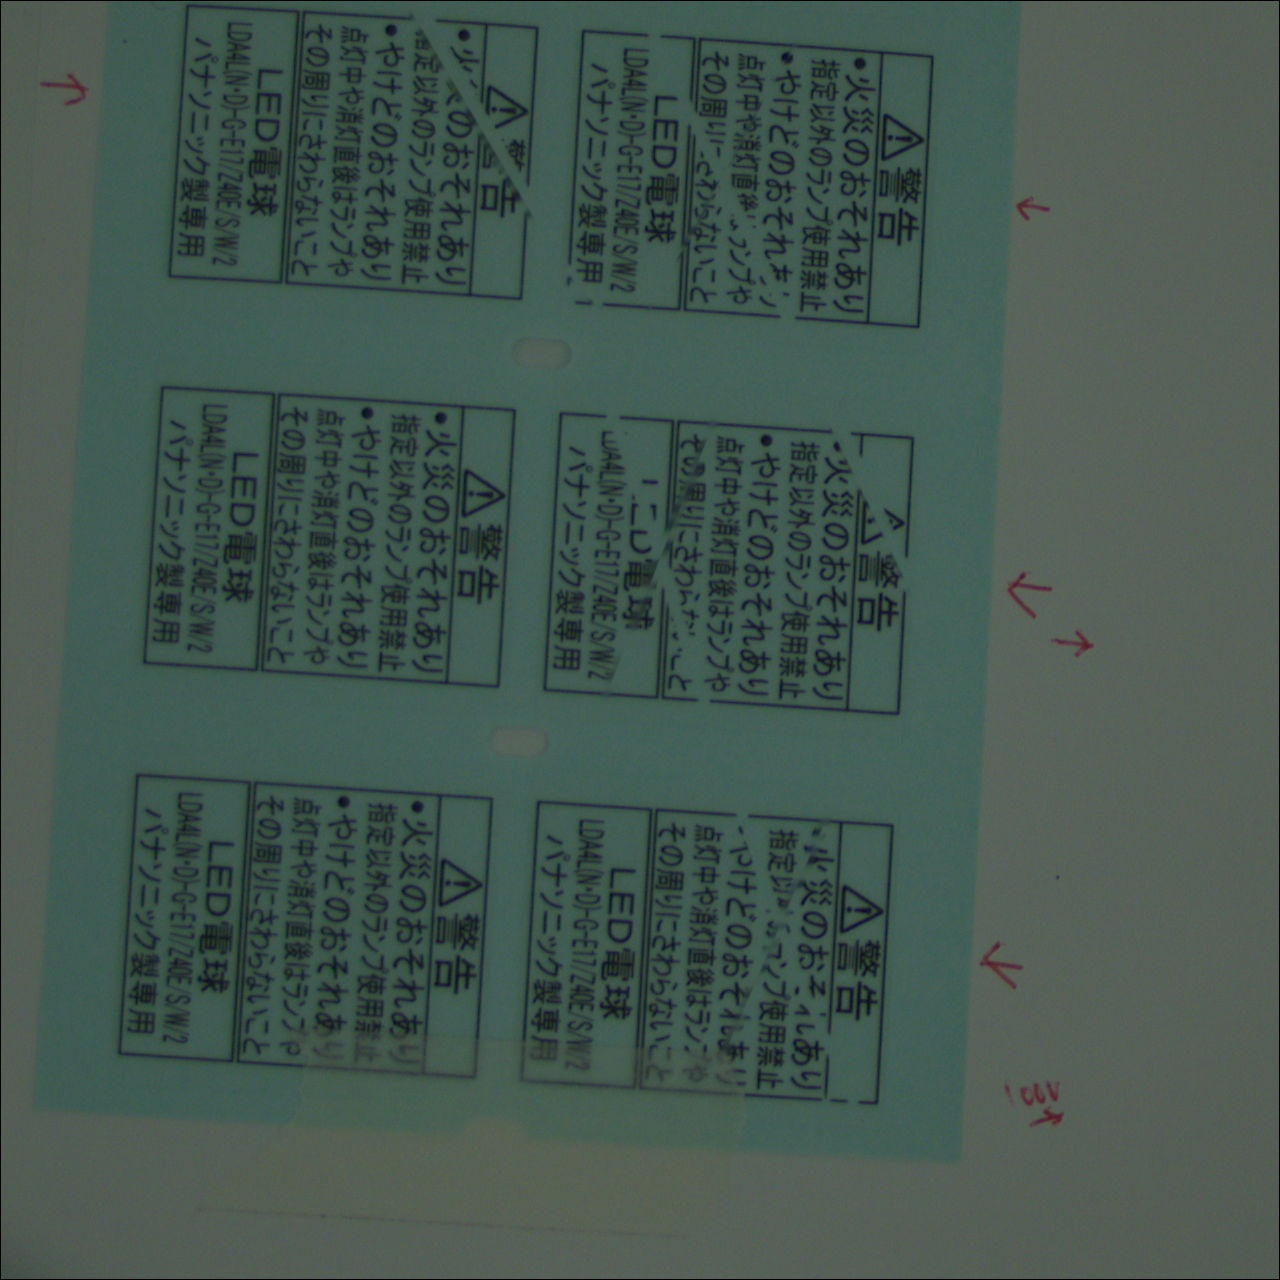 ⚠警告
●火災のおそれあり
指定以外のランプ使用禁止
●やけどのおそれ
点灯中や消灯直後 ンプや
その周り さわらないこと
LED電球
LDA4L(N・D)-G-E17/Z40E/S/W/2
パナソニック製専用
警告
火災のおそれあり
指定以外のランプ使用禁止
●やけどのおそれあり
点灯中や消灯直後はランプや
その周りにさわら こと
ED電球
DA4L(N・D)-G-E17/Z40E/S/W/2
パナソニック製専用
⚠警告
火災のおそれあり
指定以 ランプ使用禁止
やけどのおそれあり
点灯中や消灯直後はランプや
その周りにさわらないこと
LED電球
LDA4L(N・D)-G-E17/Z40E/S/W/2
パナソニック製専用
⚠警告
●火 のおそれあり
指定以外のランプ使用禁止
●やけどのおそれあり
点灯中や消灯直後はランプや
その周りにさわらないこと
LED電球
LDA4L(N・D)-G-E17/Z40E/S/W/2
パナソニック製専用
⚠警告
●火災のおそれあり
指定以外のランプ使用禁止
●やけどのおそれあり
点灯中や消灯直後はランプや
その周りにさわらないこと
LED電球
LDA4L(N・D)-G-E17/Z40E/S/W/2
パナソニック製専用
⚠警告
●火災のおそれあり
指定以外のランプ使用禁止
●やけどのおそれあり
点灯中や消灯直後はランプや
その周りにさわらないこと
LED電球
LDA4L(N・D)-G-E17/Z40E/S/W/2
パナソニック製専用